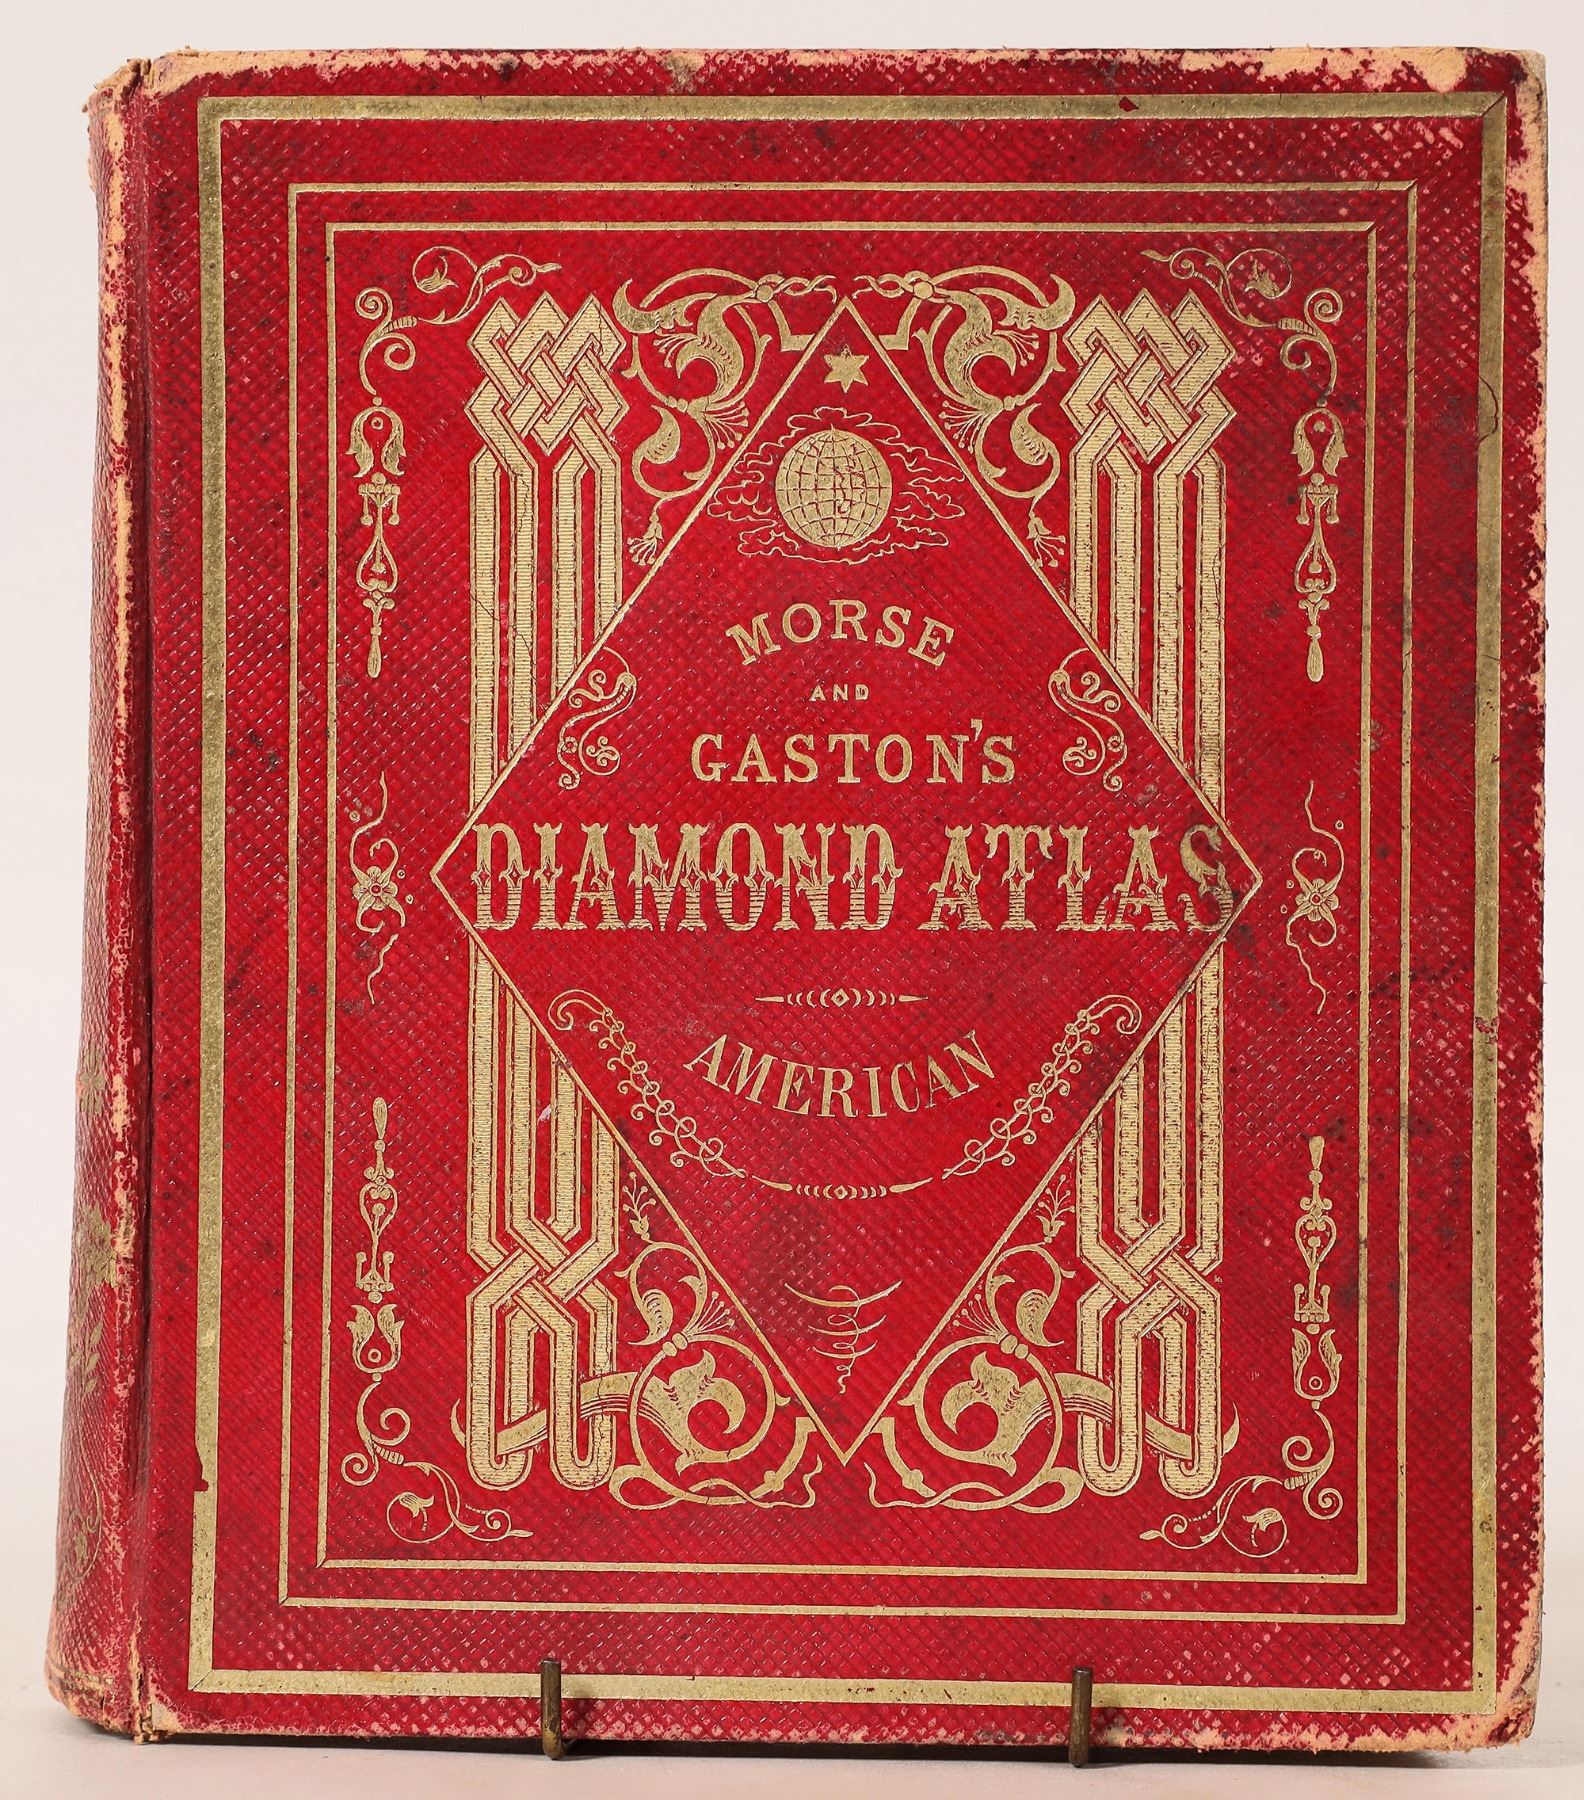 MORSE
AND
GASTON'S
DIAMOND ATLAS
AMERICAN